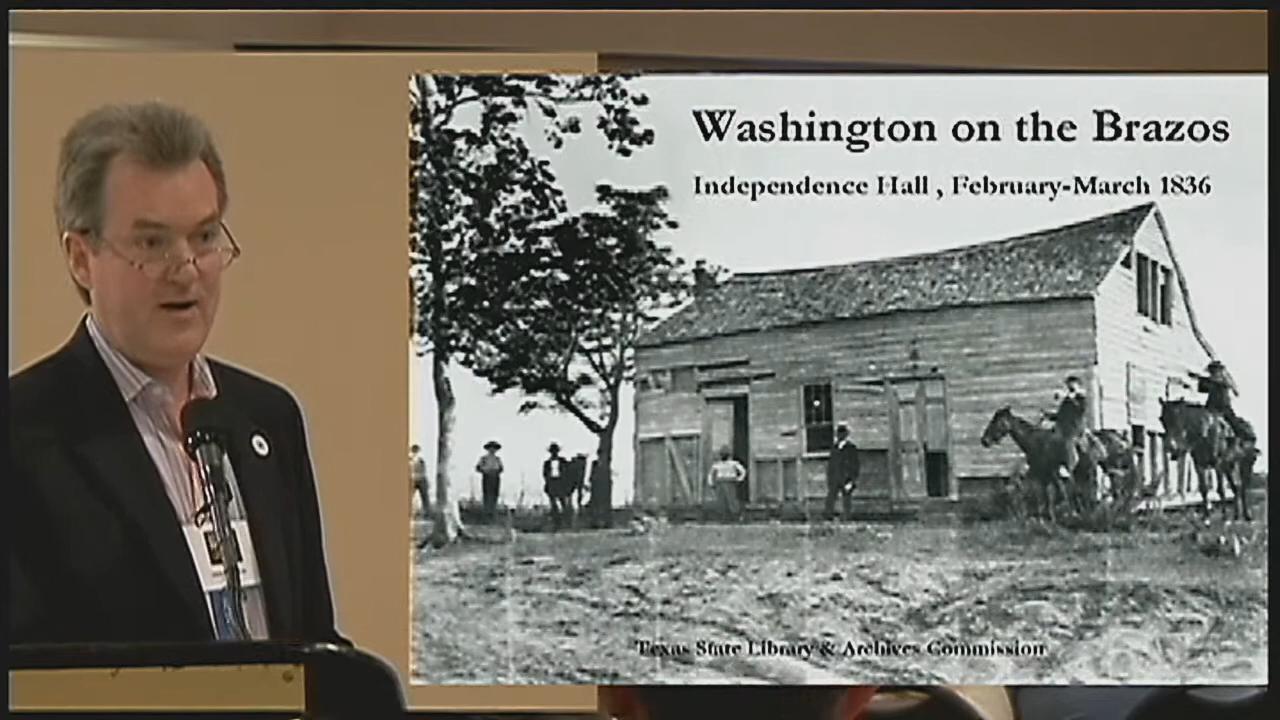 Washington on the Brazos
Independence Hall , February-March 1836
Texas State Library & Archives Commission